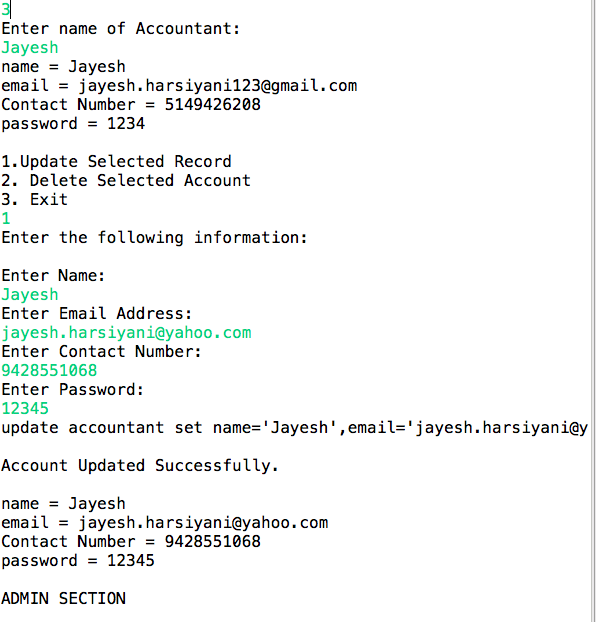 3
Enter name of Accountant:
Jayesh
name = Jayesh
email = jayesh.harsiyani123@gmail.com
Contact Number = 5149426208
password = 1234
1.Update Selected Record
2. Delete Selected Account
3. Exit
1
Enter the following information:
Enter Name:
Jayesh
Enter Email Address:
jayesh.harsiyani@yahoo.com
Enter Contact Number:
9428551068
Enter Password:
12345
update accountant set name='Jayesh',email='jayesh.harsiyani@y
Account Updated Successfully.
name = Jayesh
email = jayesh.harsiyani@yahoo.com
Contact Number = 9428551068
password = 12345
ADMIN SECTION